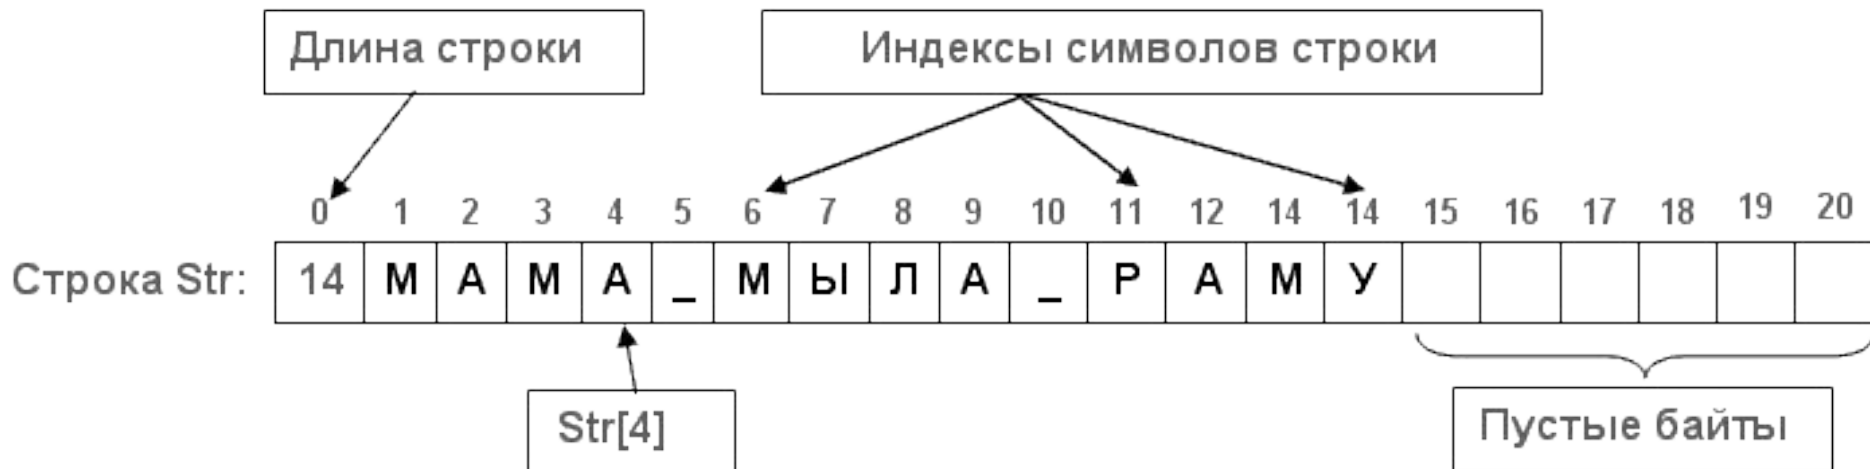 Длина строки
Индексы символов строки
0 1 2 3 4 5 6 7 8 9 10 11 12 14 14 15 16 17 18 19 20
Строка Str: 14 М А М А _ М Ы Л А _ Р А М У
Str[4]
Пустые байты